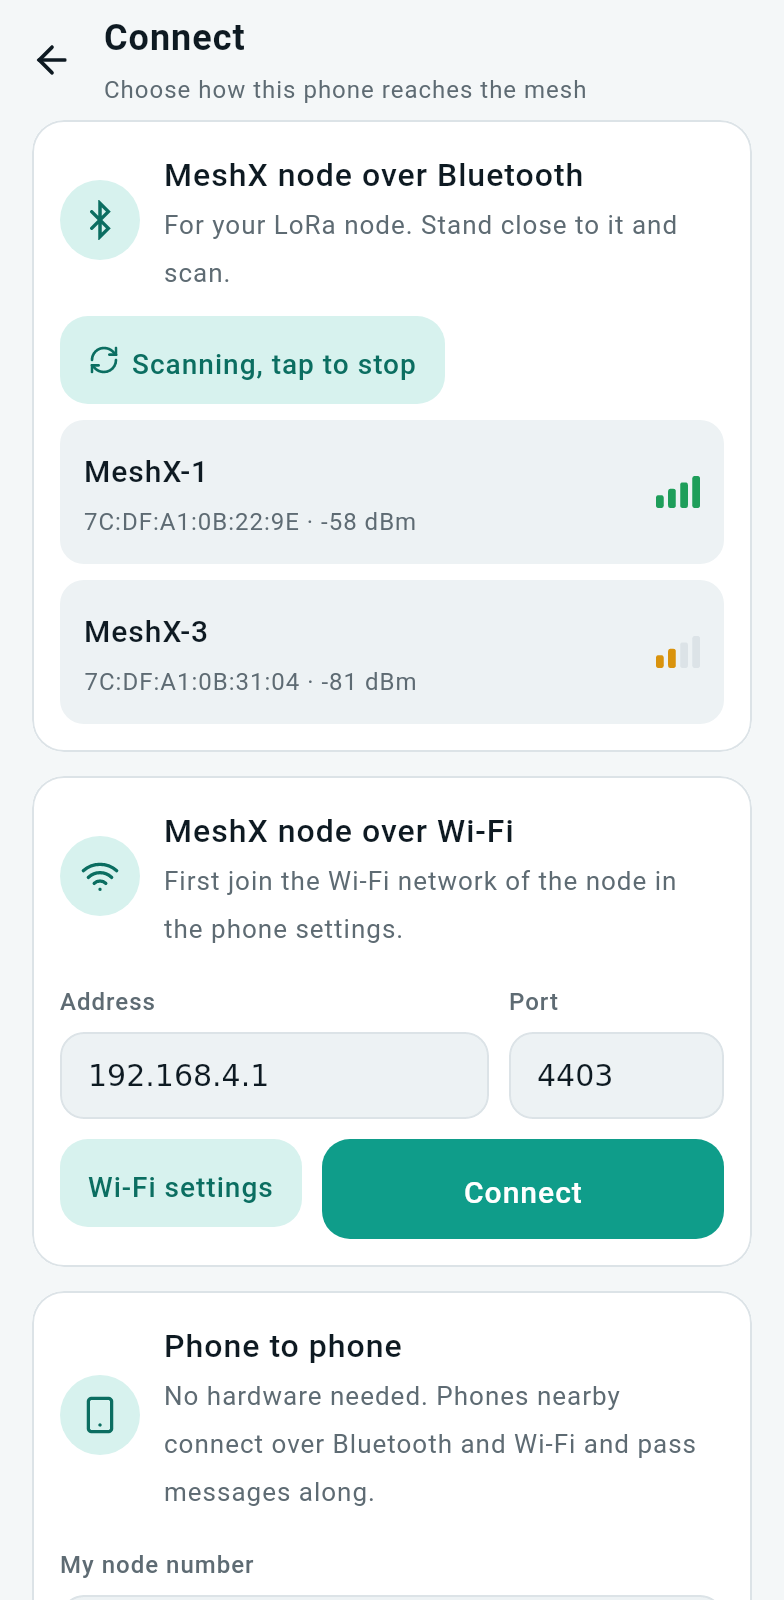 Connect
Choose how this phone reaches the mesh
MeshX node over Bluetooth
For your LoRa node. Stand close to it and
scan.
Scanning, tap to stop
MeshX-1
7C:DF:A1:0B:22:9E · -58 dBm
MeshX-3
7C:DF:A1:0B:31:04 · -81 dBm
MeshX node over Wi-Fi
First join the Wi-Fi network of the node in
the phone settings.
Address
Port
192.168.4.1
4403
Wi-Fi settings
Connect
Phone to phone
No hardware needed. Phones nearby
connect over Bluetooth and Wi-Fi and pass
messages along.
My node number